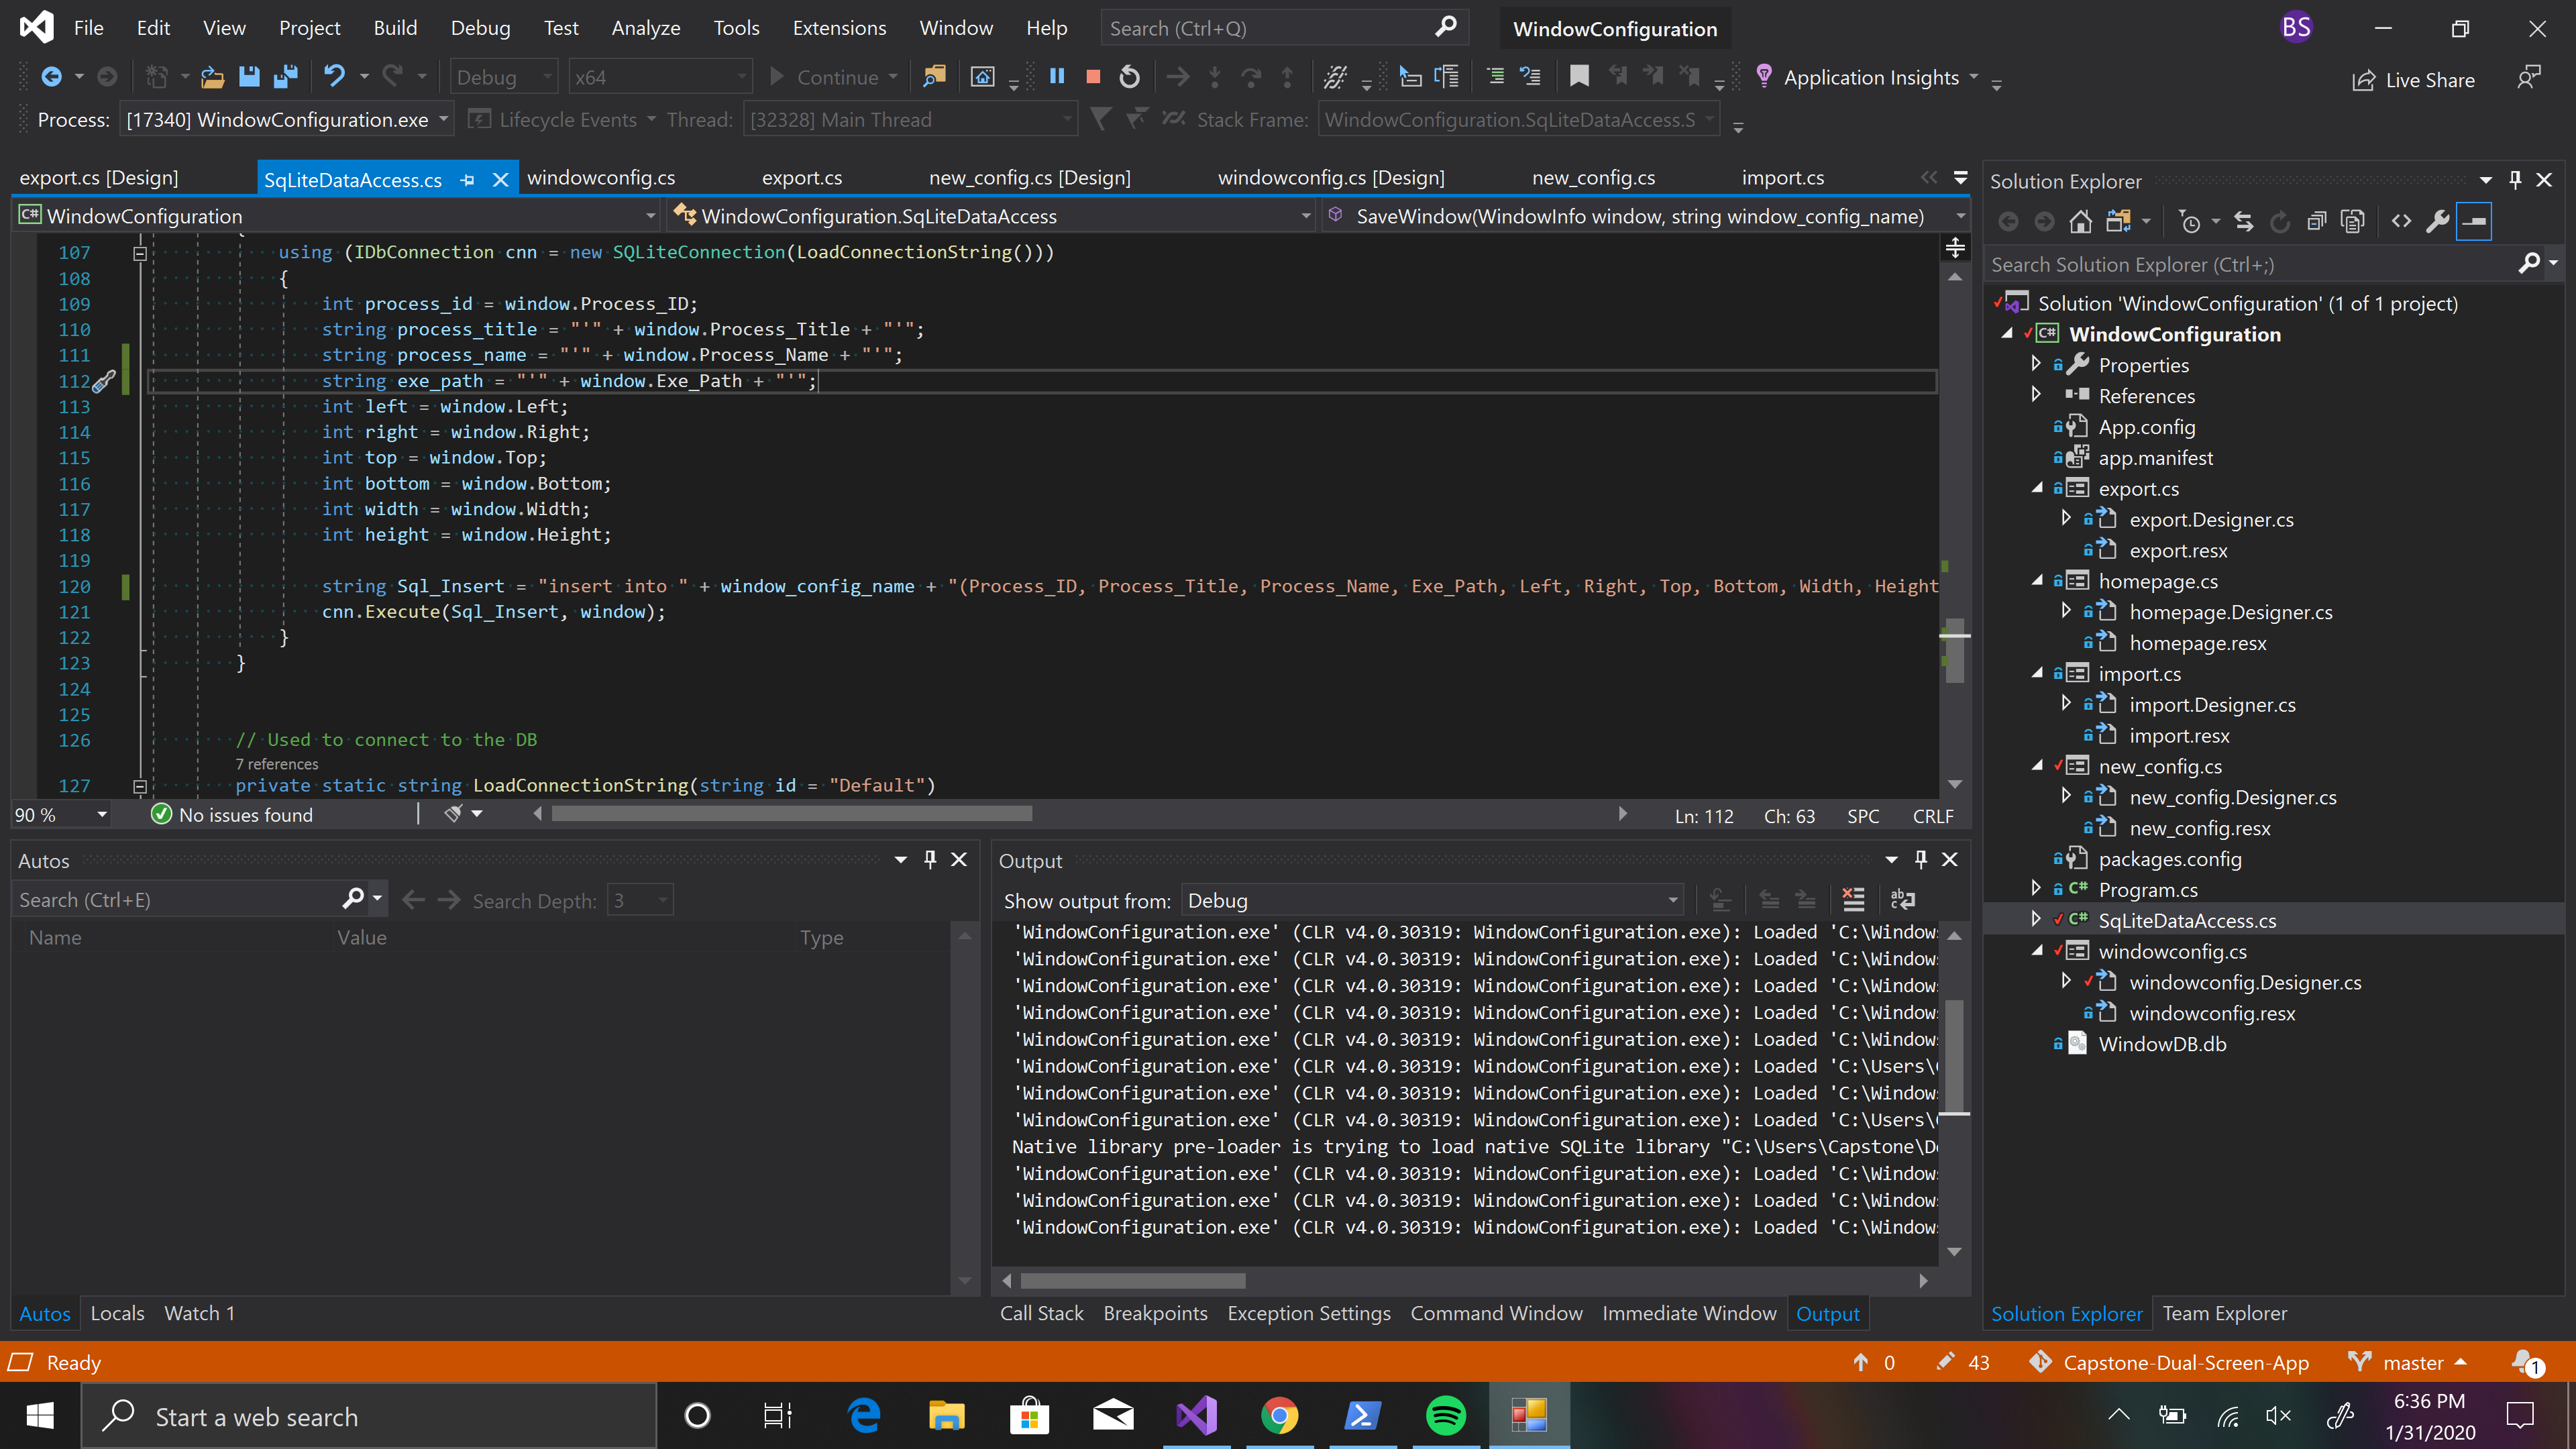 File Edit View Project Build Debug Test Analyze Tools Extensions Window Help Search (Ctrl+Q) WindowConfiguration BS
Debug x64 Continue Application Insights Live Share
Process: [17340] WindowConfiguration.exe Lifecycle Events Thread: [32328] Main Thread Stack Frame: WindowConfiguration.SqLiteDataAccess.S
export.cs [Design] SqLiteDataAccess.cs windowconfig.cs export.cs new_config.cs [Design] windowconfig.cs [Design] new_config.cs import.cs
C# WindowConfiguration WindowConfiguration.SqLiteDataAccess SaveWindow(WindowInfo window, string window_config_name)
107 using (IDbConnection cnn = new SQLiteConnection(LoadConnectionString()))
108 {
109 int process_id = window.Process_ID;
110 string process_title = "'" + window.Process_Title + "'";
111 string process_name = "'" + window.Process_Name + "'";
112 string exe_path = "'" + window.Exe_Path + "'";
113 int left = window.Left;
114 int right = window.Right;
115 int top = window.Top;
116 int bottom = window.Bottom;
117 int width = window.Width;
118 int height = window.Height;
119
120 string Sql_Insert = "insert into " + window_config_name + "(Process_ID, Process_Title, Process_Name, Exe_Path, Left, Right, Top, Bottom, Width, Height
121 cnn.Execute(Sql_Insert, window);
122 }
123 }
124
125
126 // Used to connect to the DB
7 references
127 private static string LoadConnectionString(string id = "Default")
90 % No issues found Ln: 112 Ch: 63 SPC CRLF
Autos
Search (Ctrl+E) Search Depth: 3
Name Value Type
Autos Locals Watch 1
Output
Show output from: Debug
'WindowConfiguration.exe' (CLR v4.0.30319: WindowConfiguration.exe): Loaded 'C:\Windows
'WindowConfiguration.exe' (CLR v4.0.30319: WindowConfiguration.exe): Loaded 'C:\Windows
'WindowConfiguration.exe' (CLR v4.0.30319: WindowConfiguration.exe): Loaded 'C:\Windows
'WindowConfiguration.exe' (CLR v4.0.30319: WindowConfiguration.exe): Loaded 'C:\Windows
'WindowConfiguration.exe' (CLR v4.0.30319: WindowConfiguration.exe): Loaded 'C:\Windows
'WindowConfiguration.exe' (CLR v4.0.30319: WindowConfiguration.exe): Loaded 'C:\Users\
'WindowConfiguration.exe' (CLR v4.0.30319: WindowConfiguration.exe): Loaded 'C:\Windows
'WindowConfiguration.exe' (CLR v4.0.30319: WindowConfiguration.exe): Loaded 'C:\Users\
Native library pre-loader is trying to load native SQLite library "C:\Users\Capstone\D
'WindowConfiguration.exe' (CLR v4.0.30319: WindowConfiguration.exe): Loaded 'C:\Windows
'WindowConfiguration.exe' (CLR v4.0.30319: WindowConfiguration.exe): Loaded 'C:\Windows
'WindowConfiguration.exe' (CLR v4.0.30319: WindowConfiguration.exe): Loaded 'C:\Windows
Call Stack Breakpoints Exception Settings Command Window Immediate Window Output
Solution Explorer
Search Solution Explorer (Ctrl+;)
Solution 'WindowConfiguration' (1 of 1 project)
C# WindowConfiguration
Properties
References
App.config
app.manifest
export.cs
export.Designer.cs
export.resx
homepage.cs
homepage.Designer.cs
homepage.resx
import.cs
import.Designer.cs
import.resx
new_config.cs
new_config.Designer.cs
new_config.resx
packages.config
C# Program.cs
C# SqLiteDataAccess.cs
windowconfig.cs
windowconfig.Designer.cs
windowconfig.resx
WindowDB.db
Solution Explorer Team Explorer
Ready 0 43 Capstone-Dual-Screen-App master 1
Start a web search
6:36 PM
1/31/2020